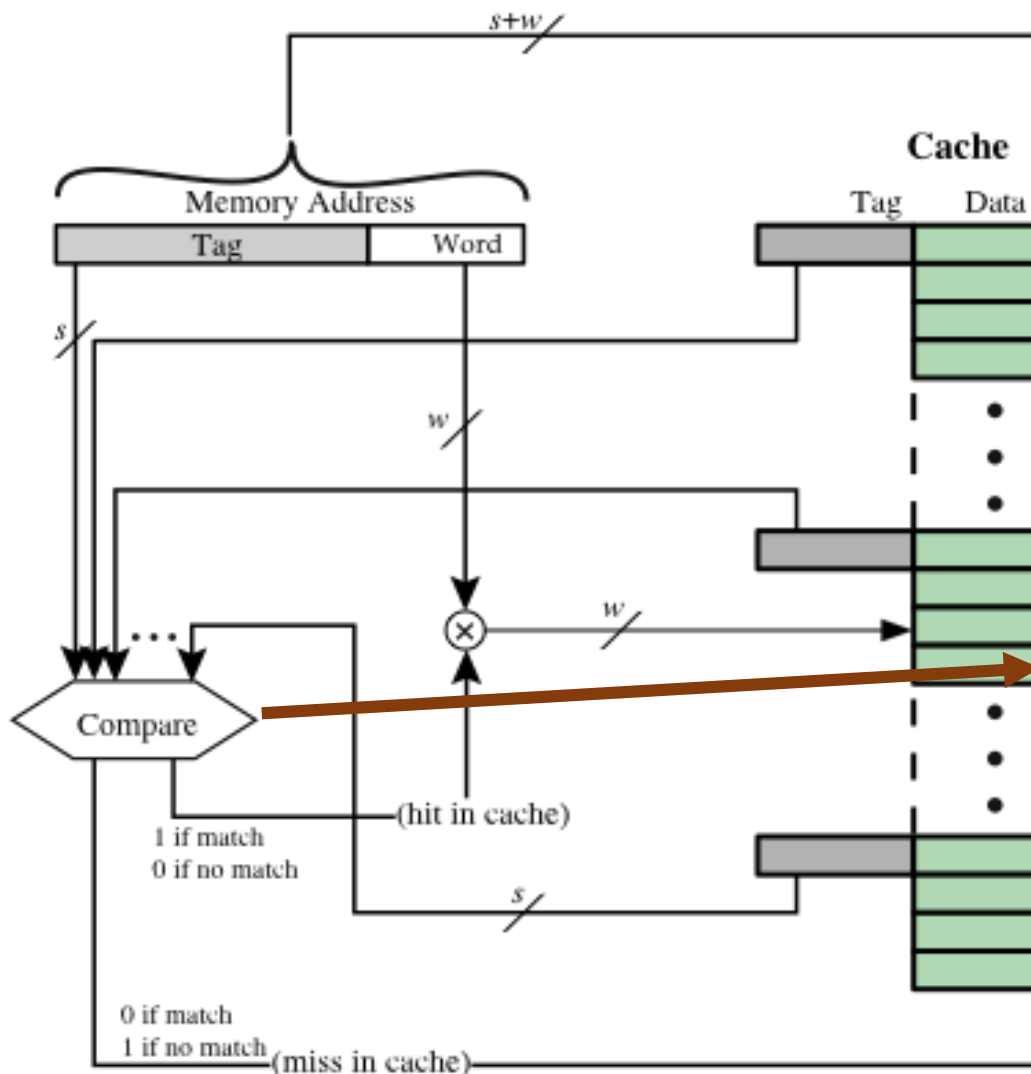 s+w
Cache
Memory Address
Tag Data
Tag Word
s
w
w
Compare
(hit in cache)
1 if match
0 if no match
s
0 if match
1 if no match
(miss in cache)